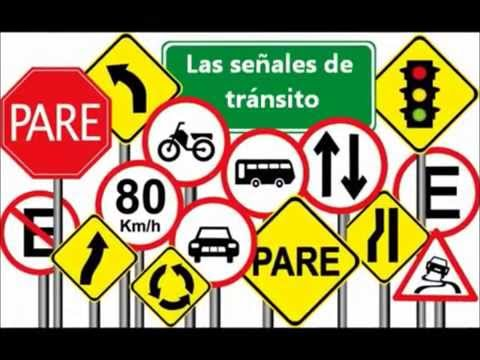 Las señales de
tránsito
PARE
80
Km/h
E
E
PARE